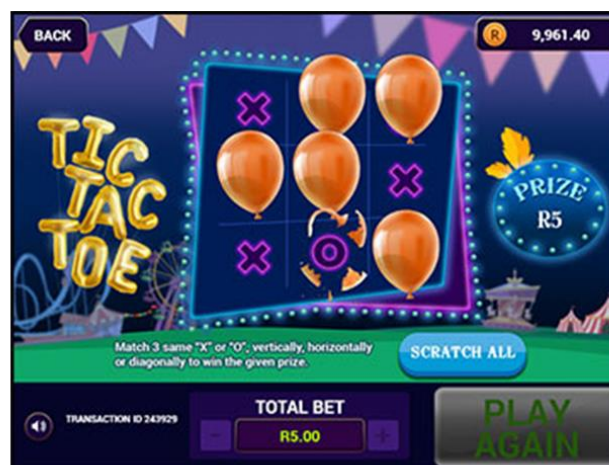 BACK
R 9,961.40
TIC
TAC
TOE
X
X
X
O
PRIZE
R5
Match 3 same "X" or "O", vertically, horizontally
or diagonally to win the given prize.
SCRATCH ALL
TRANSACTION ID 243929
TOTAL BET
- R5.00 +
PLAY
AGAIN